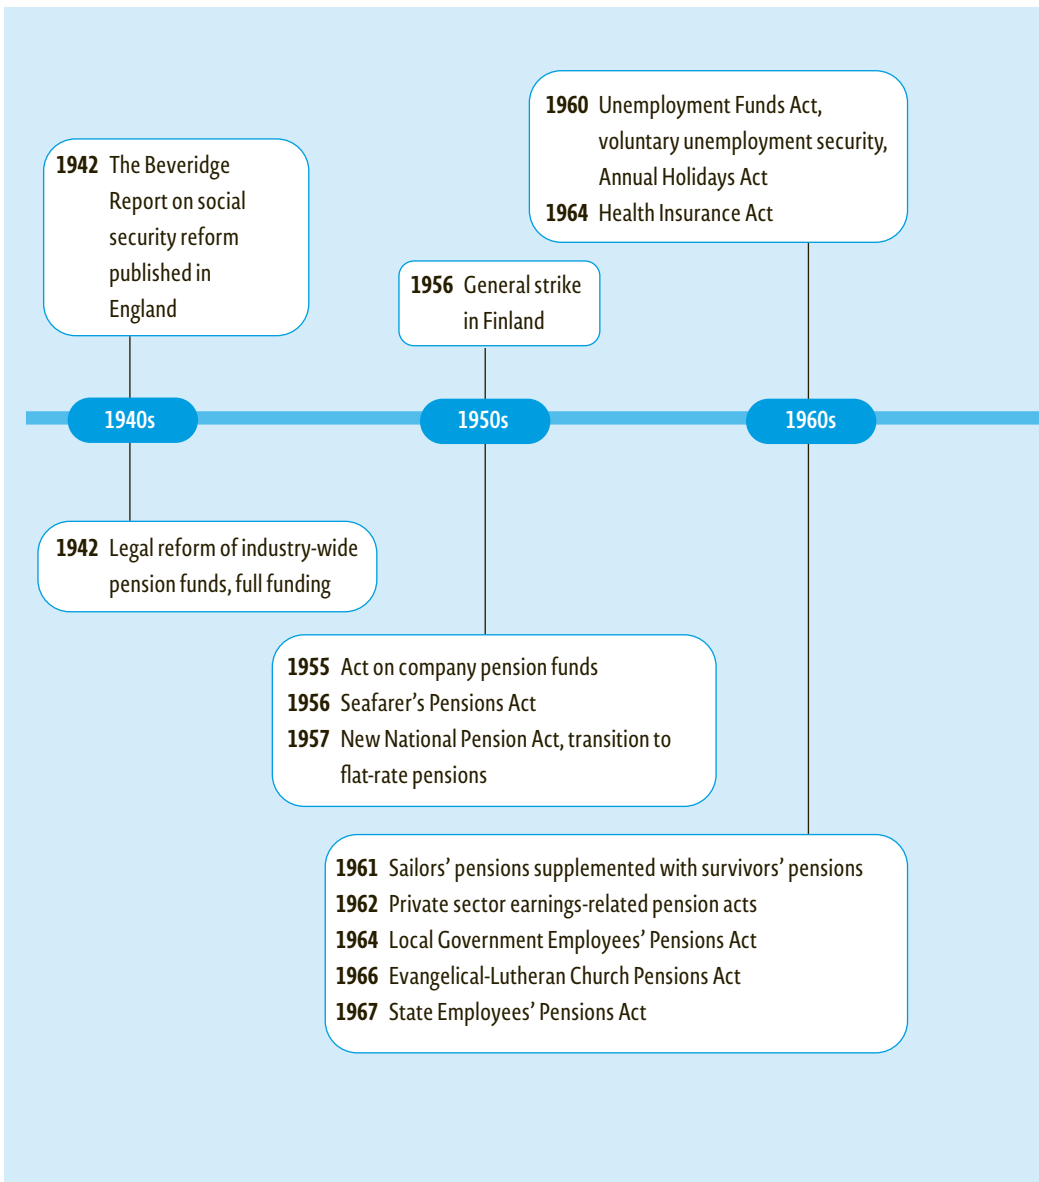 1960 Unemployment Funds Act,
voluntary unemployment security,
Annual Holidays Act
1964 Health Insurance Act
1942 The Beveridge
Report on social
security reform
published in
England
1956 General strike
in Finland
1940s
1950s
1960s
1942 Legal reform of industry-wide
pension funds, full funding
1955 Act on company pension funds
1956 Seafarer’s Pensions Act
1957 New National Pension Act, transition to
flat-rate pensions
1961 Sailors’ pensions supplemented with survivors’ pensions
1962 Private sector earnings-related pension acts
1964 Local Government Employees’ Pensions Act
1966 Evangelical-Lutheran Church Pensions Act
1967 State Employees’ Pensions Act